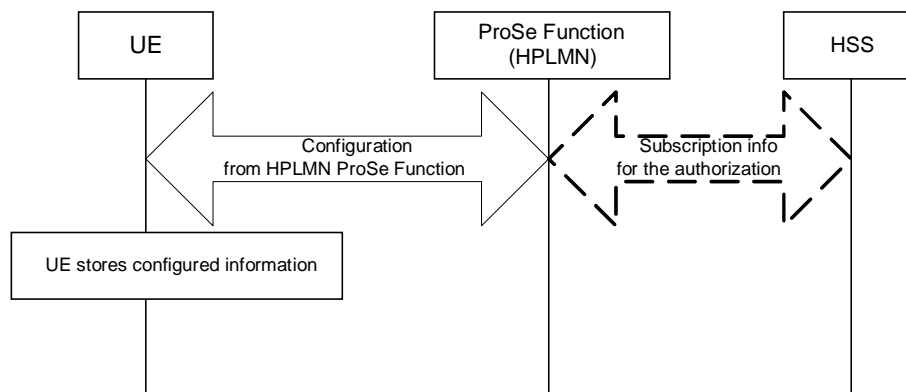 UE
ProSe Function
(HPLMN)
HSS
Configuration
from HPLMN ProSe Function
Subscription info
for the authorization
UE stores configured information